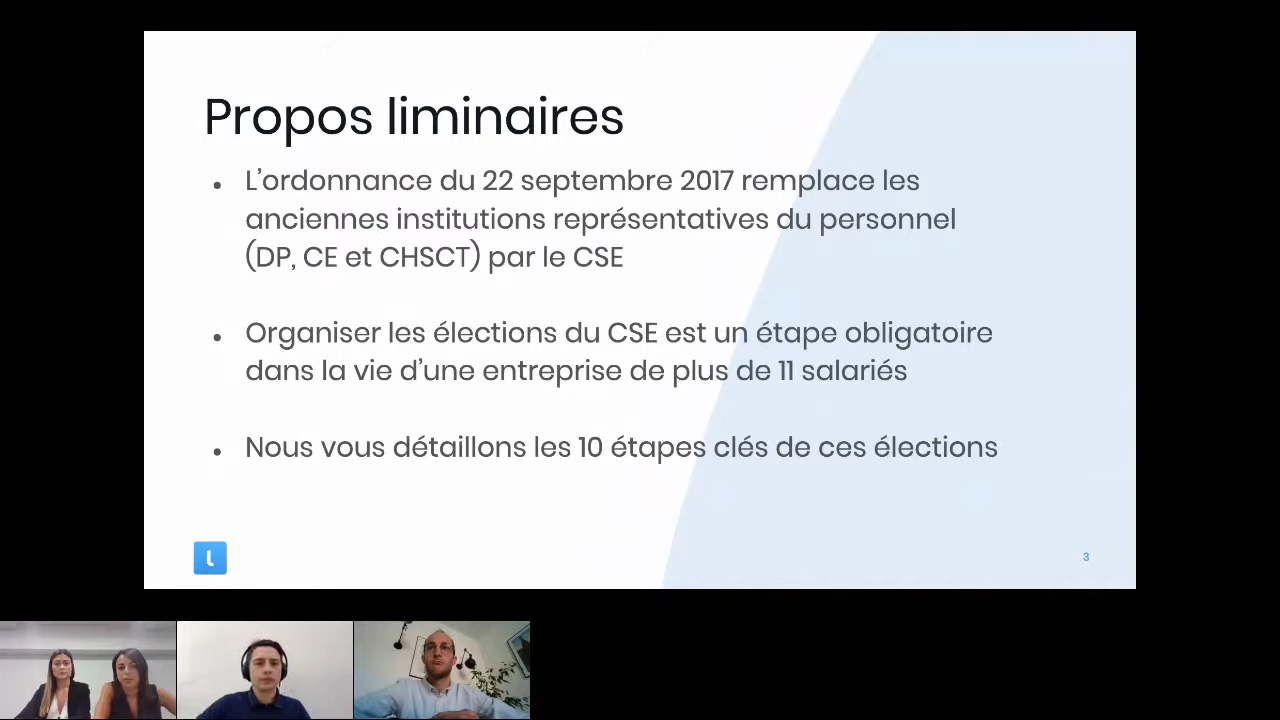 Propos liminaires
• L'ordonnance du 22 septembre 2017 remplace les
anciennes institutions représentatives du personnel
(DP, CE et CHSCT) par le CSE
• Organiser les élections du CSE est un étape obligatoire
dans la vie d'une entreprise de plus de 11 salariés
• Nous vous détaillons les 10 étapes clés de ces élections
l
3